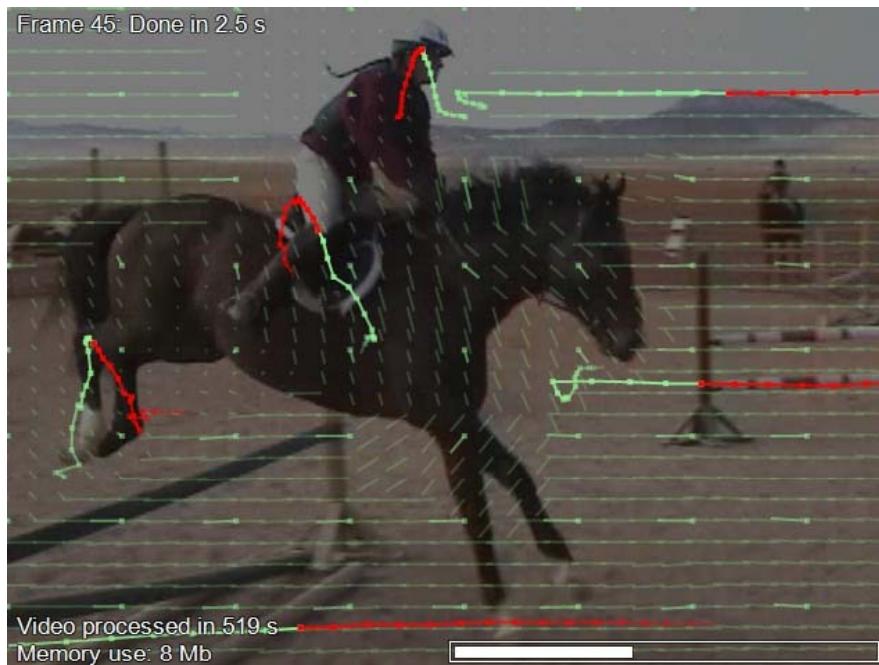 Frame 45: Done in 2.5 s
Video processed in 519 s
Memory use: 8 Mb